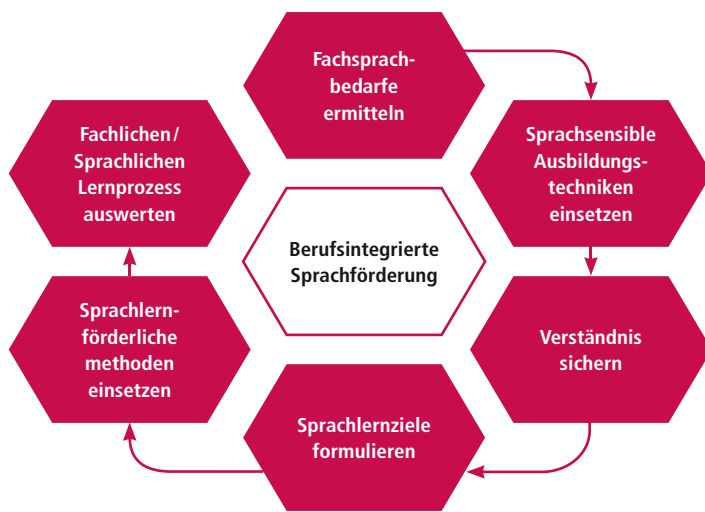 Fachsprach-
bedarfe
ermitteln
Sprachsensible
Ausbildungs-
techniken
einsetzen
Verständnis
sichern
Sprachlernziele
formulieren
Sprachlern-
förderliche
methoden
einsetzen
Fachlichen /
Sprachlichen
Lernprozess
auswerten
Berufsintegrierte
Sprachförderung